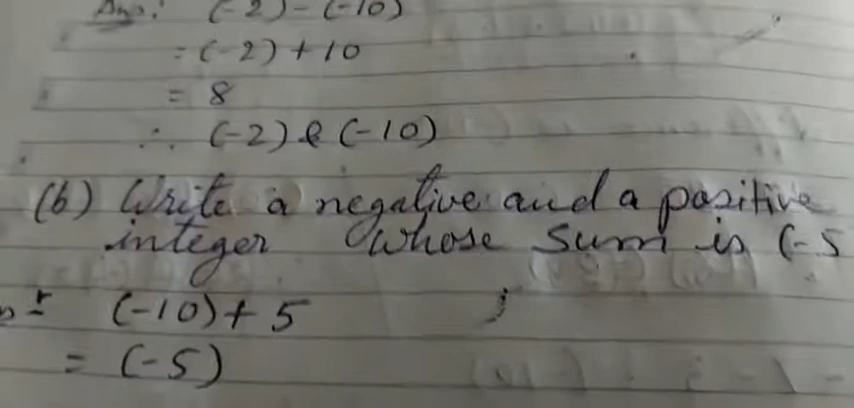 Ans: (-2) - (-10)
= (-2) + 10
= 8
∴ (-2) & (-10)
(b) Write a negative and a positive
integer whose sum is (-5
(-10) + 5
= (-5)